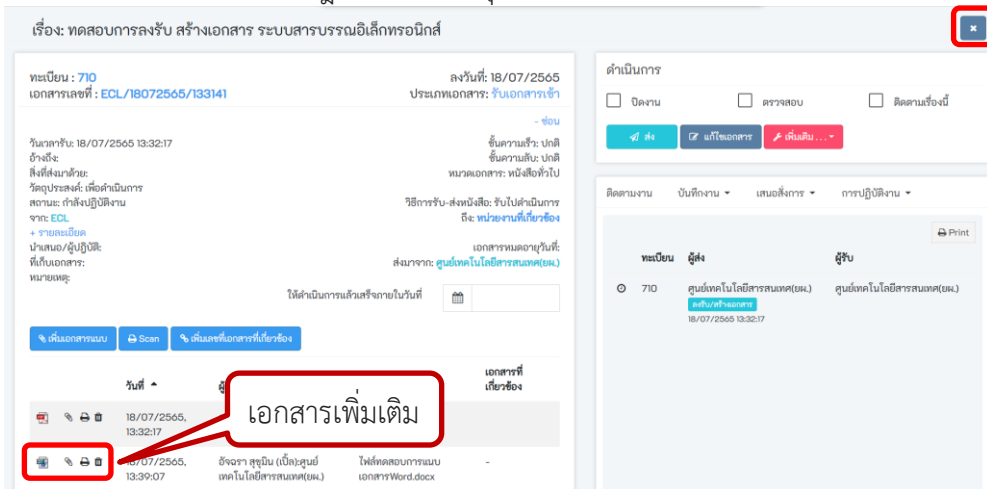 เรื่อง: ทดสอบการลงรับ สร้างเอกสาร ระบบสารบรรณอิเล็กทรอนิกส์
ทะเบียน : 710
ลงวันที่: 18/07/2565
เอกสารเลขที่ : ECL/18072565/133141
ประเภทเอกสาร: รับเอกสารเข้า
- ซ่อน
วันเวลารับ: 18/07/2565 13:32:17
ชั้นความเร็ว: ปกติ
อ้างถึง:
ชั้นความลับ: ปกติ
สิ่งที่ส่งมาด้วย:
หมวดเอกสาร: หนังสือทั่วไป
วัตถุประสงค์: เพื่อดำเนินการ
สถานะ: กำลังปฏิบัติงาน
วิธีการรับ-ส่งหนังสือ: รับไปดำเนินการ
จาก: ECL
ถึง: หน่วยงานที่เกี่ยวข้อง
+ รายละเอียด
นำเสนอ/ผู้ปฏิบัติ:
เอกสารหมดอายุวันที่:
ที่เก็บเอกสาร:
ส่งมาจาก: ศูนย์เทคโนโลยีสารสนเทศ(ยผ.)
หมายเหตุ:
ให้ดำเนินการแล้วเสร็จภายในวันที่
เพิ่มเอกสารแนบ
Scan
เพิ่มเลขที่เอกสารที่เกี่ยวข้อง
วันที่
เอกสารที่
เกี่ยวข้อง
18/07/2565,
13:32:17
เอกสารเพิ่มเติม
18/07/2565,
13:39:07
อัจฉรา สุขุมิน (เปิ้ล):ศูนย์
เทคโนโลยีสารสนเทศ(ยผ.)
ไฟล์ทดสอบการแนบ
เอกสารWord.docx
-
ดำเนินการ
ปิดงาน
ตรวจสอบ
ติดตามเรื่องนี้
ส่ง
แก้ไขเอกสาร
เพิ่มเติม...
ติดตามงาน
บันทึกงาน
เสนอสั่งการ
การปฏิบัติงาน
Print
ทะเบียน
ผู้ส่ง
ผู้รับ
710
ศูนย์เทคโนโลยีสารสนเทศ(ยผ.)
ศูนย์เทคโนโลยีสารสนเทศ(ยผ.)
ลงรับ/สร้างเอกสาร
18/07/2565 13:32:17